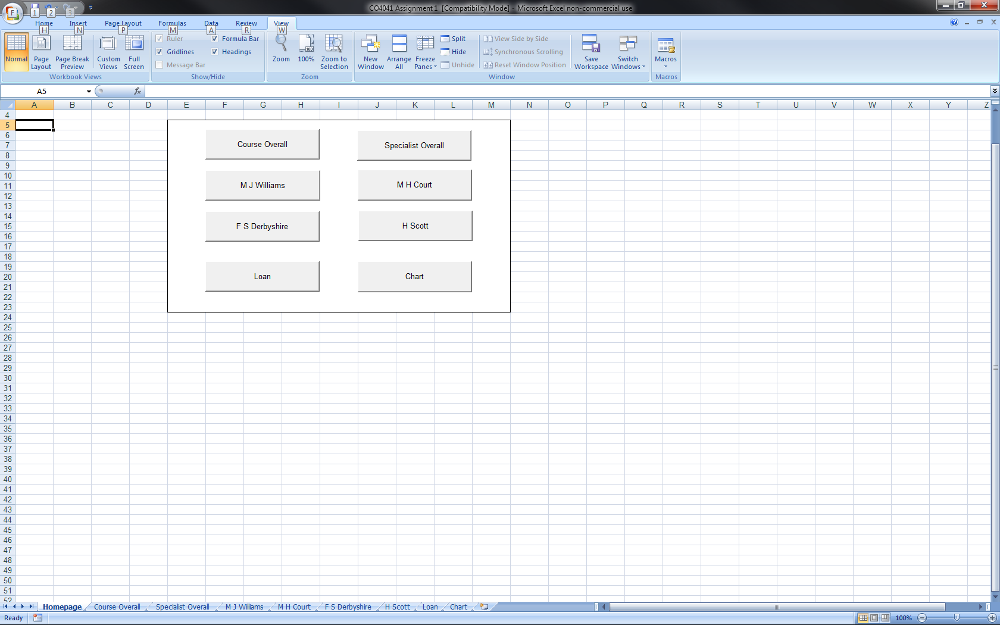 CO4041 Assignment 1 [Compatibility Mode] - Microsoft Excel non-commercial use
F 1 2 3
Home Insert Page Layout Formulas Data Review View
H N P M A R W
Normal Page Layout Page Break Preview Custom Views Full Screen
Workbook Views
Ruler Formula Bar
Gridlines Headings
Message Bar
Show/Hide
Zoom 100% Zoom to Selection
Zoom
New Window Arrange All Freeze Panes
Split
Hide
Unhide
View Side by Side
Synchronous Scrolling
Reset Window Position
Save Workspace Switch Windows
Window
Macros
Macros
A5 fx
A B C D E F G H I J K L M N O P Q R S T U V W X Y Z
4
5
6
7
8
9
10
11
12
13
14
15
16
17
18
19
20
21
22
23
24
25
26
27
28
29
30
31
32
33
34
35
36
37
38
39
40
41
42
43
44
45
46
47
48
49
50
51
52
Course Overall Specialist Overall
M J Williams M H Court
F S Derbyshire H Scott
Loan Chart
Homepage Course Overall Specialist Overall M J Williams M H Court F S Derbyshire H Scott Loan Chart
Ready 100%